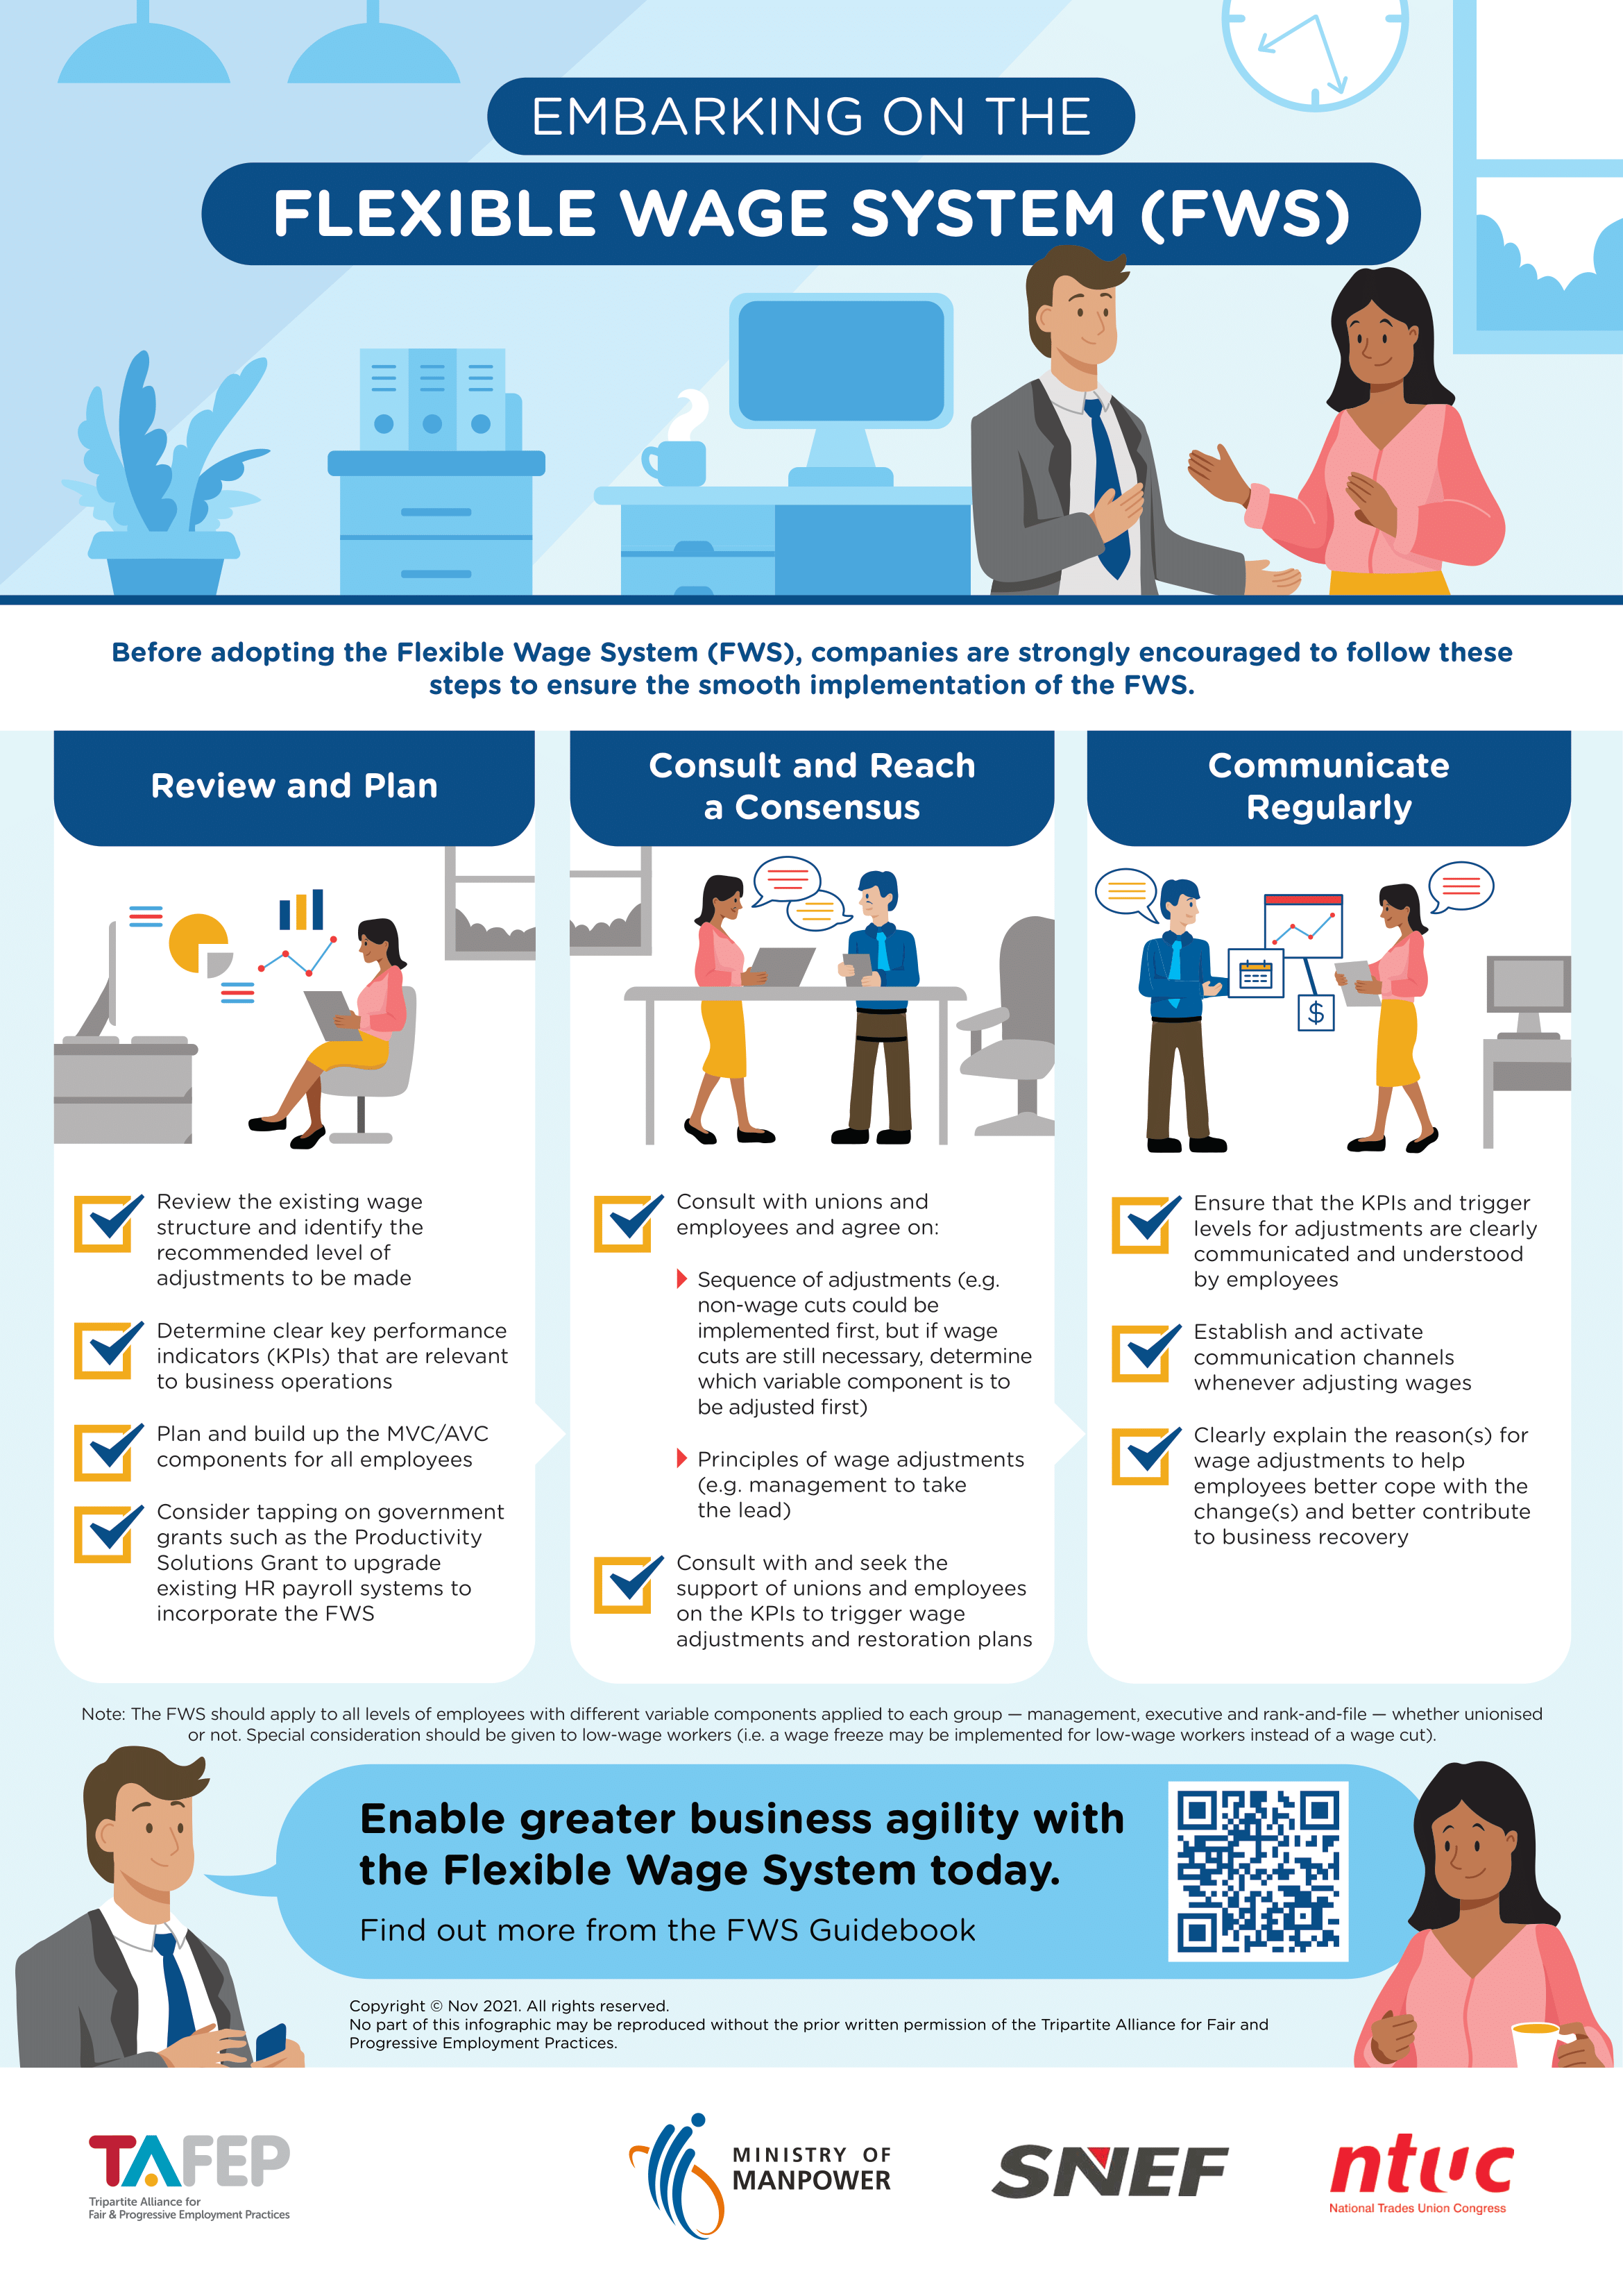 EMBARKING ON THE
FLEXIBLE WAGE SYSTEM (FWS)
Before adopting the Flexible Wage System (FWS), companies are strongly encouraged to follow these
steps to ensure the smooth implementation of the FWS.
Review and Plan
Review the existing wage
structure and identify the
recommended level of
adjustments to be made
Determine clear key performance
indicators (KPIs) that are relevant
to business operations
Plan and build up the MVC/AVC
components for all employees
Consider tapping on government
grants such as the Productivity
Solutions Grant to upgrade
existing HR payroll systems to
incorporate the FWS
Consult and Reach
a Consensus
Consult with unions and
employees and agree on:
Sequence of adjustments (e.g.
non-wage cuts could be
implemented first, but if wage
cuts are still necessary, determine
which variable component is to
be adjusted first)
Principles of wage adjustments
(e.g. management to take
the lead)
Consult with and seek the
support of unions and employees
on the KPIs to trigger wage
adjustments and restoration plans
Communicate
Regularly
$
Ensure that the KPIs and trigger
levels for adjustments are clearly
communicated and understood
by employees
Establish and activate
communication channels
whenever adjusting wages
Clearly explain the reason(s) for
wage adjustments to help
employees better cope with the
change(s) and better contribute
to business recovery
Note: The FWS should apply to all levels of employees with different variable components applied to each group — management, executive and rank-and-file — whether unionised
or not. Special consideration should be given to low-wage workers (i.e. a wage freeze may be implemented for low-wage workers instead of a wage cut).
Enable greater business agility with
the Flexible Wage System today.
Find out more from the FWS Guidebook
Copyright © Nov 2021. All rights reserved.
No part of this infographic may be reproduced without the prior written permission of the Tripartite Alliance for Fair and
Progressive Employment Practices.
TAFEP
Tripartite Alliance for
Fair & Progressive Employment Practices
MINISTRY OF
MANPOWER
SNEF
ntuc
National Trades Union Congress